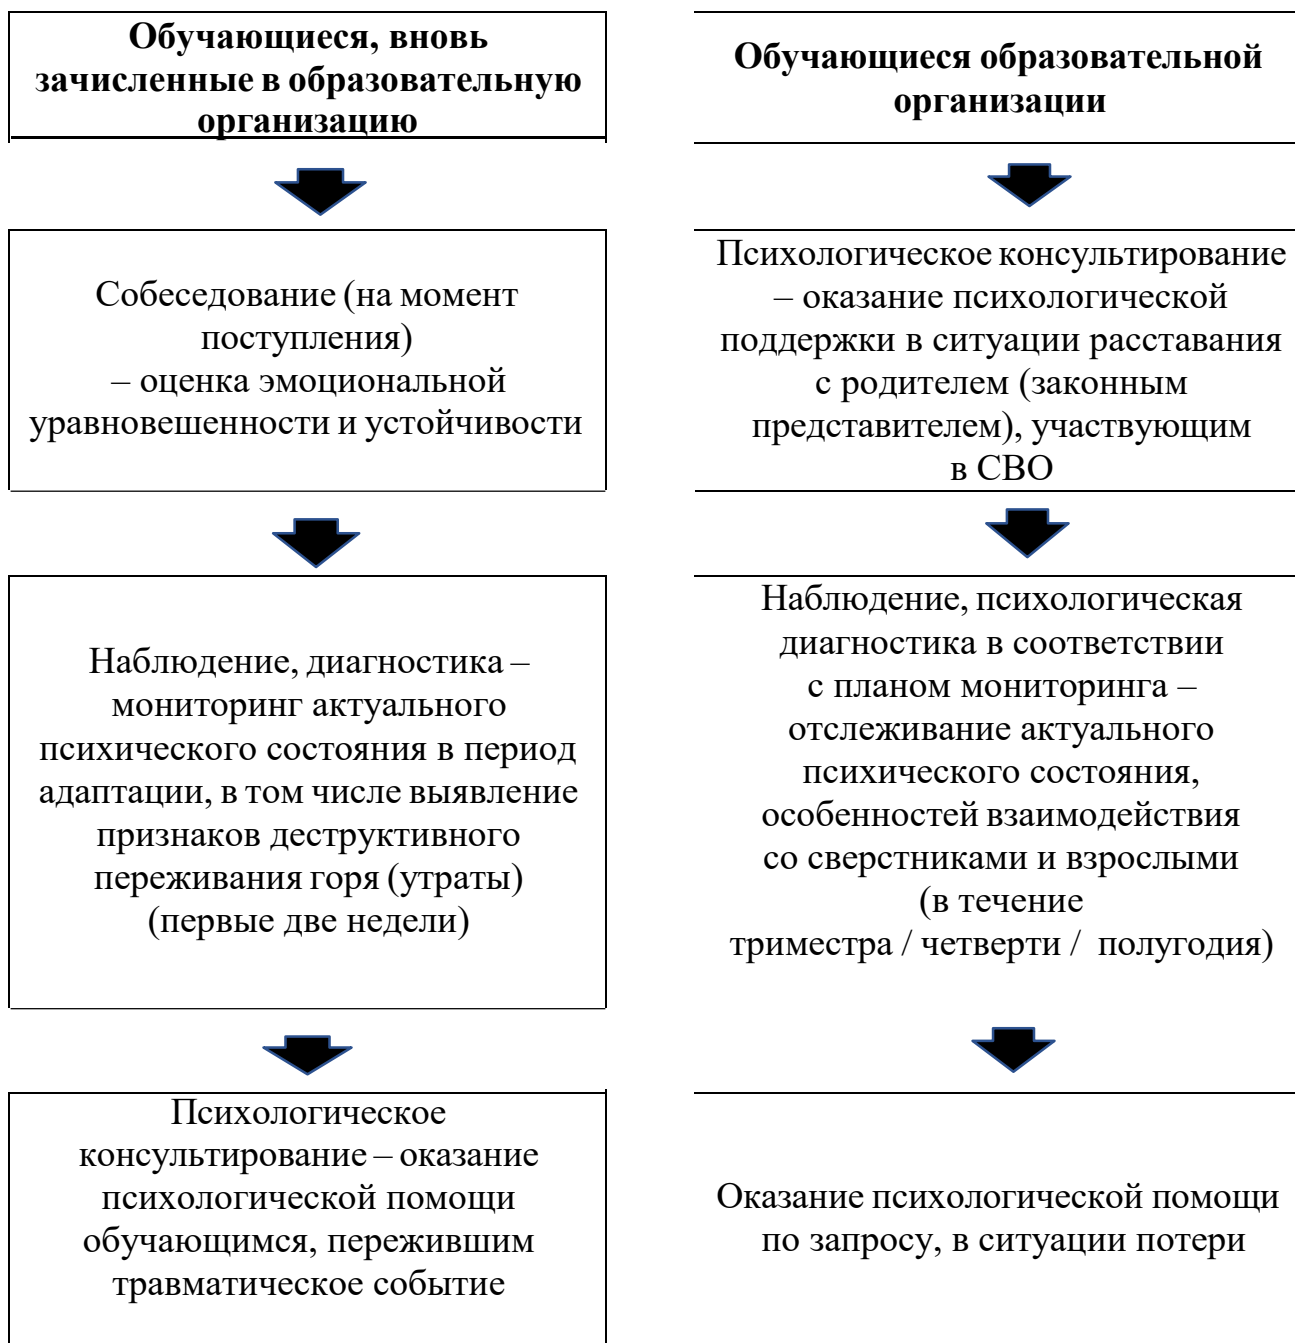 Обучающиеся, вновь
зачисленные в образовательную
организацию
Обучающиеся образовательной
организации
Собеседование (на момент
поступления)
– оценка эмоциональной
уравновешенности и устойчивости
Психологическое консультирование
– оказание психологической
поддержки в ситуации расставания
с родителем (законным
представителем), участвующим
в СВО
Наблюдение, диагностика –
мониторинг актуального
психического состояния в период
адаптации, в том числе выявление
признаков деструктивного
переживания горя (утраты)
(первые две недели)
Наблюдение, психологическая
диагностика в соответствии
с планом мониторинга –
отслеживание актуального
психического состояния,
особенностей взаимодействия
со сверстниками и взрослыми
(в течение
триместра / четверти / полугодия)
Психологическое
консультирование – оказание
психологической помощи
обучающимся, пережившим
травматическое событие
Оказание психологической помощи
по запросу, в ситуации потери